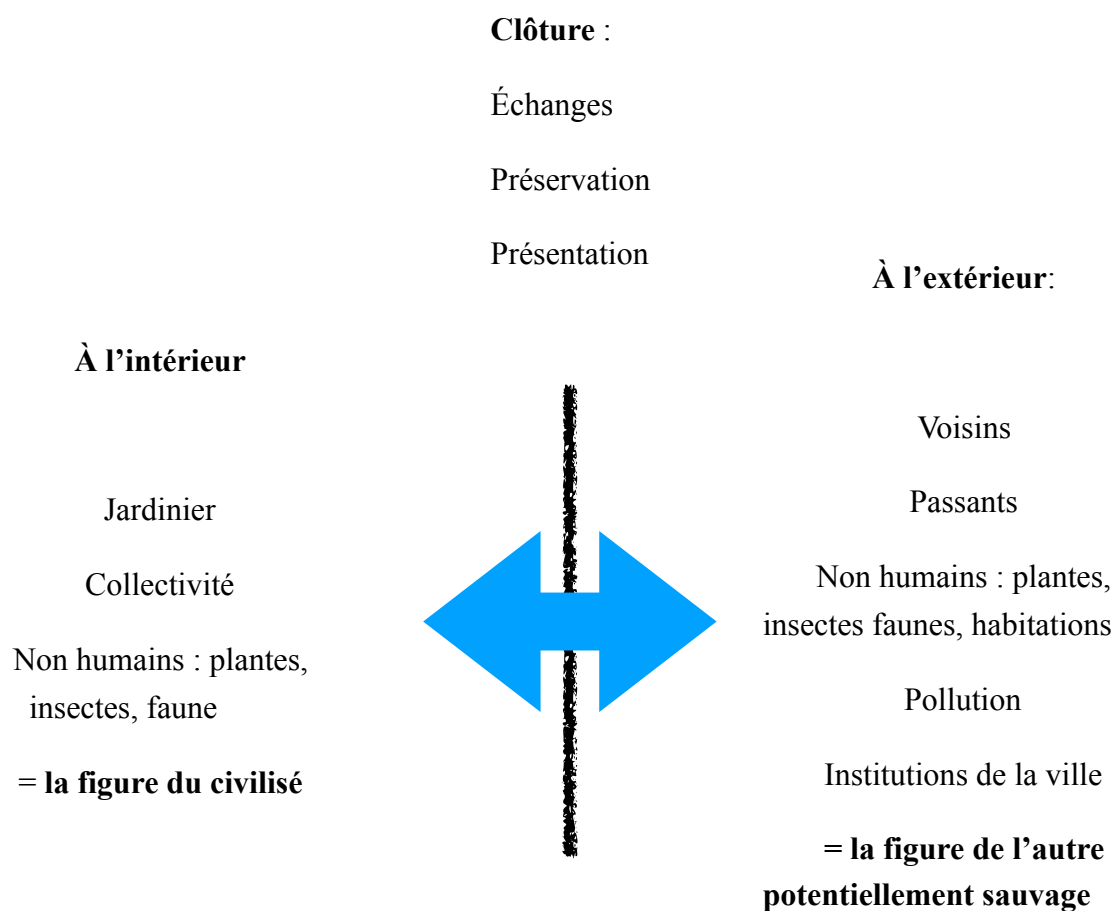 Clôture :
Échanges
Préservation
Présentation
À l’intérieur
Jardinier
Collectivité
Non humains : plantes,
insectes, faune
= la figure du civilisé
À l’extérieur:
Voisins
Passants
Non humains : plantes,
insectes faunes, habitations
Pollution
Institutions de la ville
= la figure de l’autre
potentiellement sauvage